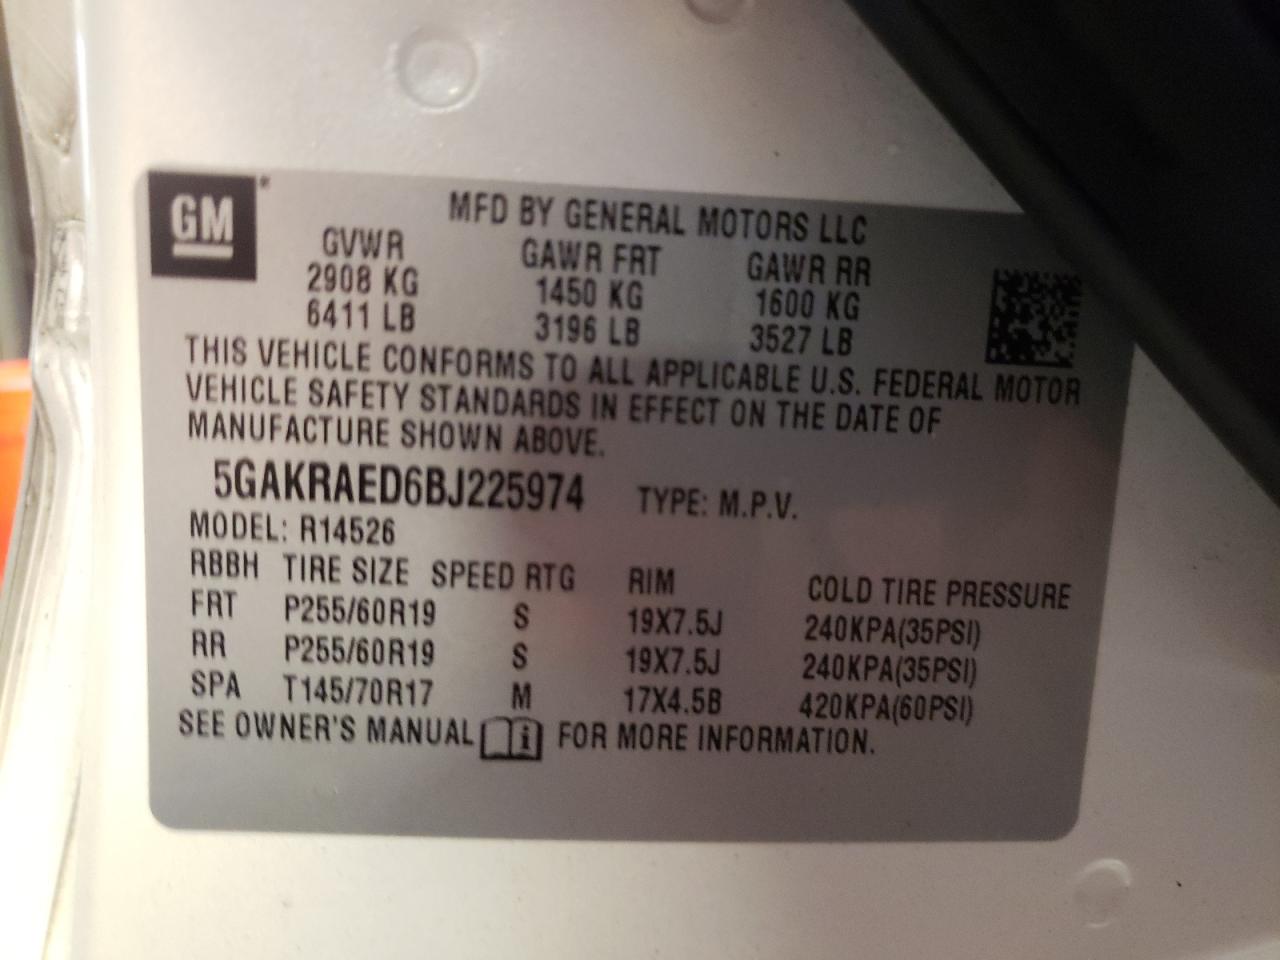 GM
MFD BY GENERAL MOTORS LLC
GVWR GAWR FRT GAWR RR
2908 KG 1450 KG 1600 KG
6411 LB 3196 LB 3527 LB
THIS VEHICLE CONFORMS TO ALL APPLICABLE U.S. FEDERAL MOTOR
VEHICLE SAFETY STANDARDS IN EFFECT ON THE DATE OF
MANUFACTURE SHOWN ABOVE.
5GAKRAED6BJ225974 TYPE: M.P.V.
MODEL: R14526
RBBH TIRE SIZE SPEED RTG RIM COLD TIRE PRESSURE
FRT P255/60R19 S 19X7.5J 240KPA(35PSI)
RR P255/60R19 S 19X7.5J 240KPA(35PSI)
SPA T145/70R17 M 17X4.5B 420KPA(60PSI)
SEE OWNER'S MANUAL i FOR MORE INFORMATION.